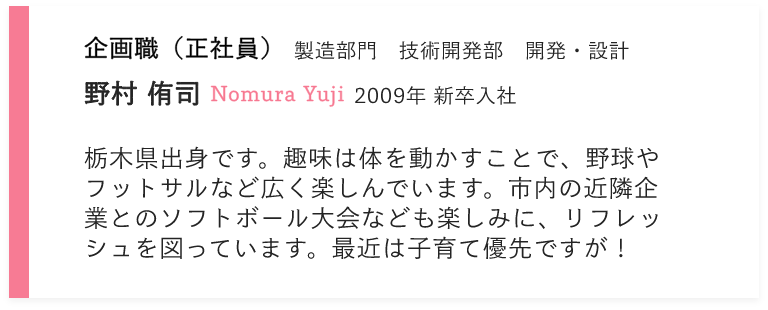 企画職（正社員） 製造部門　技術開発部　開発・設計
野村 侑司 Nomura Yuji 2009年 新卒入社
栃木県出身です。趣味は体を動かすことで、野球や
フットサルなど広く楽しんでいます。市内の近隣企
業とのソフトボール大会なども楽しみに、リフレッ
シュを図っています。最近は子育て優先ですが！